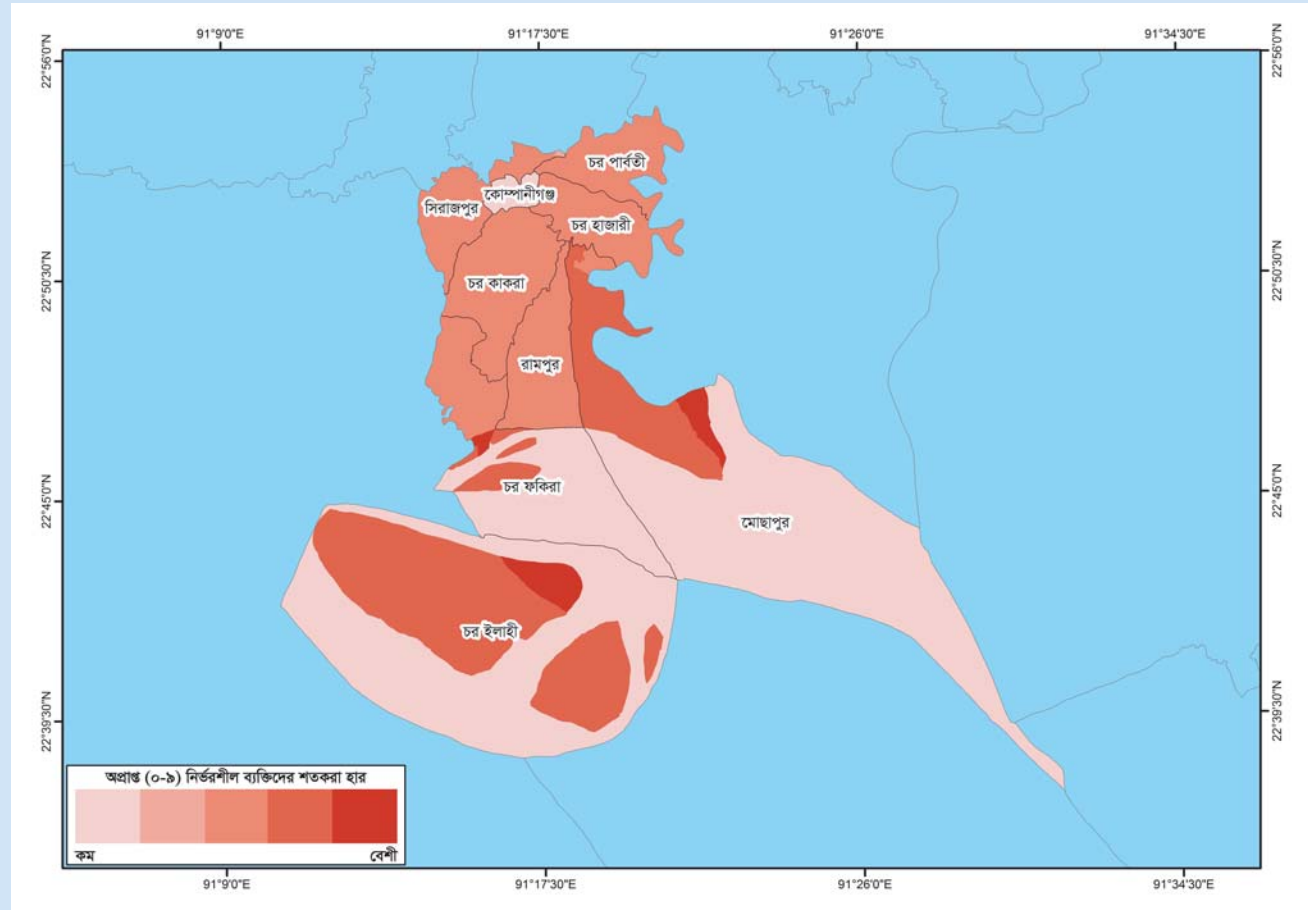 91°9'0"E 91°17'30"E 91°26'0"E 91°34'30"E
22°56'0"N 22°56'0"N
চর পার্বতী
কোম্পানীগঞ্জ
সিরাজপুর
চর হাজারী
22°50'30"N 22°50'30"N
চর কাকরা
রামপুর
চর ফকিরা
22°45'0"N 22°45'0"N
মোছাপুর
চর ইলাহী
22°39'30"N 22°39'30"N
অপ্রাপ্ত (০-৯) নির্ভরশীল ব্যক্তিদের শতকরা হার
কম বেশী
91°9'0"E 91°17'30"E 91°26'0"E 91°34'30"E